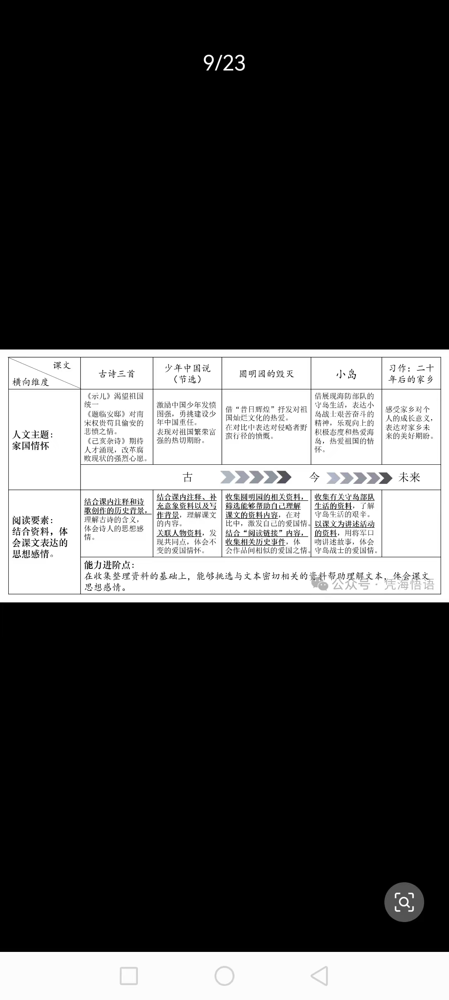 9/23
课文
横向维度
古诗三首
少年中国说
（节选）
圆明园的毁灭
小岛
习作：二十
年后的家乡
人文主题：
家国情怀
《示儿》渴望祖国
统一
《题临安邸》对南
宋权贵苟且偷安的
悲愤之情。
《己亥杂诗》期待
人才涌现，改革腐
败现状的强烈心愿。
激励中国少年发愤
图强，勇挑建设少
年中国重任。
表现对祖国繁荣富
强的热切期盼。
借“昔日辉煌”抒发对祖
国灿烂文化的热爱。
在对比中表达对侵略者野
蛮行径的愤慨。
借展现海防部队的
守岛生活，表达小
岛战士艰苦奋斗的
精神，乐观向上的
积极态度和热爱海
岛，热爱祖国的情
怀。
感受家乡对个
人的成长意义，
表达对家乡未
来的美好期盼。
古
今
未来
阅读要素：
结合资料，体
会课文表达的
思想感情。
结合课内注释和诗
歌创作的历史背景，
理解古诗的含义，
体会诗人的思想感
情。
结合课内注释、补
充意象资料以及写
作背景，理解课文
的内容。
关联人物资料，发
现共同点，体会不
变的爱国情怀。
收集圆明园的相关资料，
筛选能够帮助自己理解
课文的资料内容，在对
比中，激发自己的爱国情。
结合“阅读链接”内容，
收集相关历史事件，体
会作品间相似的爱国之情。
收集有关守岛部队
生活的资料，了解
守岛生活的艰辛。
以课文为讲述活动
的资料，用将军口
吻讲述故事，体会
守岛战士的爱国情。
能力进阶点：
在收集整理资料的基础上，能够挑选与文本密切相关的资料帮助理解文本，体会课文
思想感情。
公众号·凭海悟语